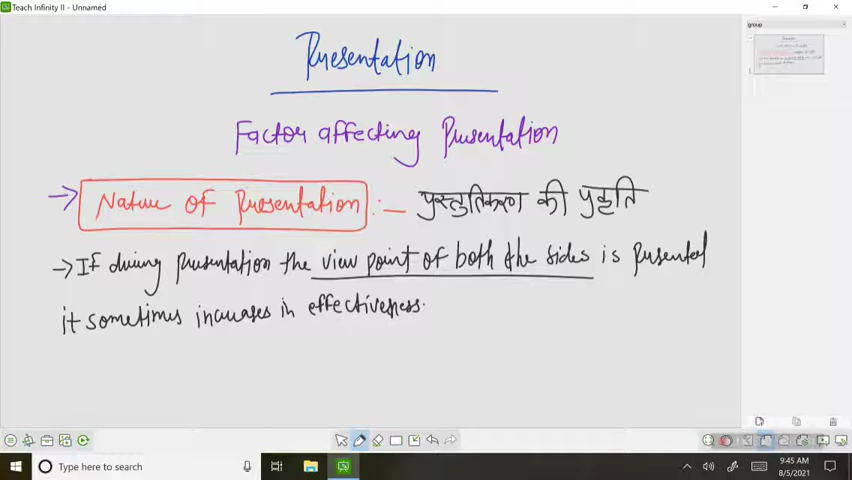 Teach Infinity II - Unnamed
group
Presentation
Factor affecting Presentation
→ Nature of Presentation :- प्रस्तुतिकरण की प्रकृति
→ If during presentation the view point of both the sides is presented
it sometimes increases in effectiveness.
Type here to search
9:45 AM
8/5/2021